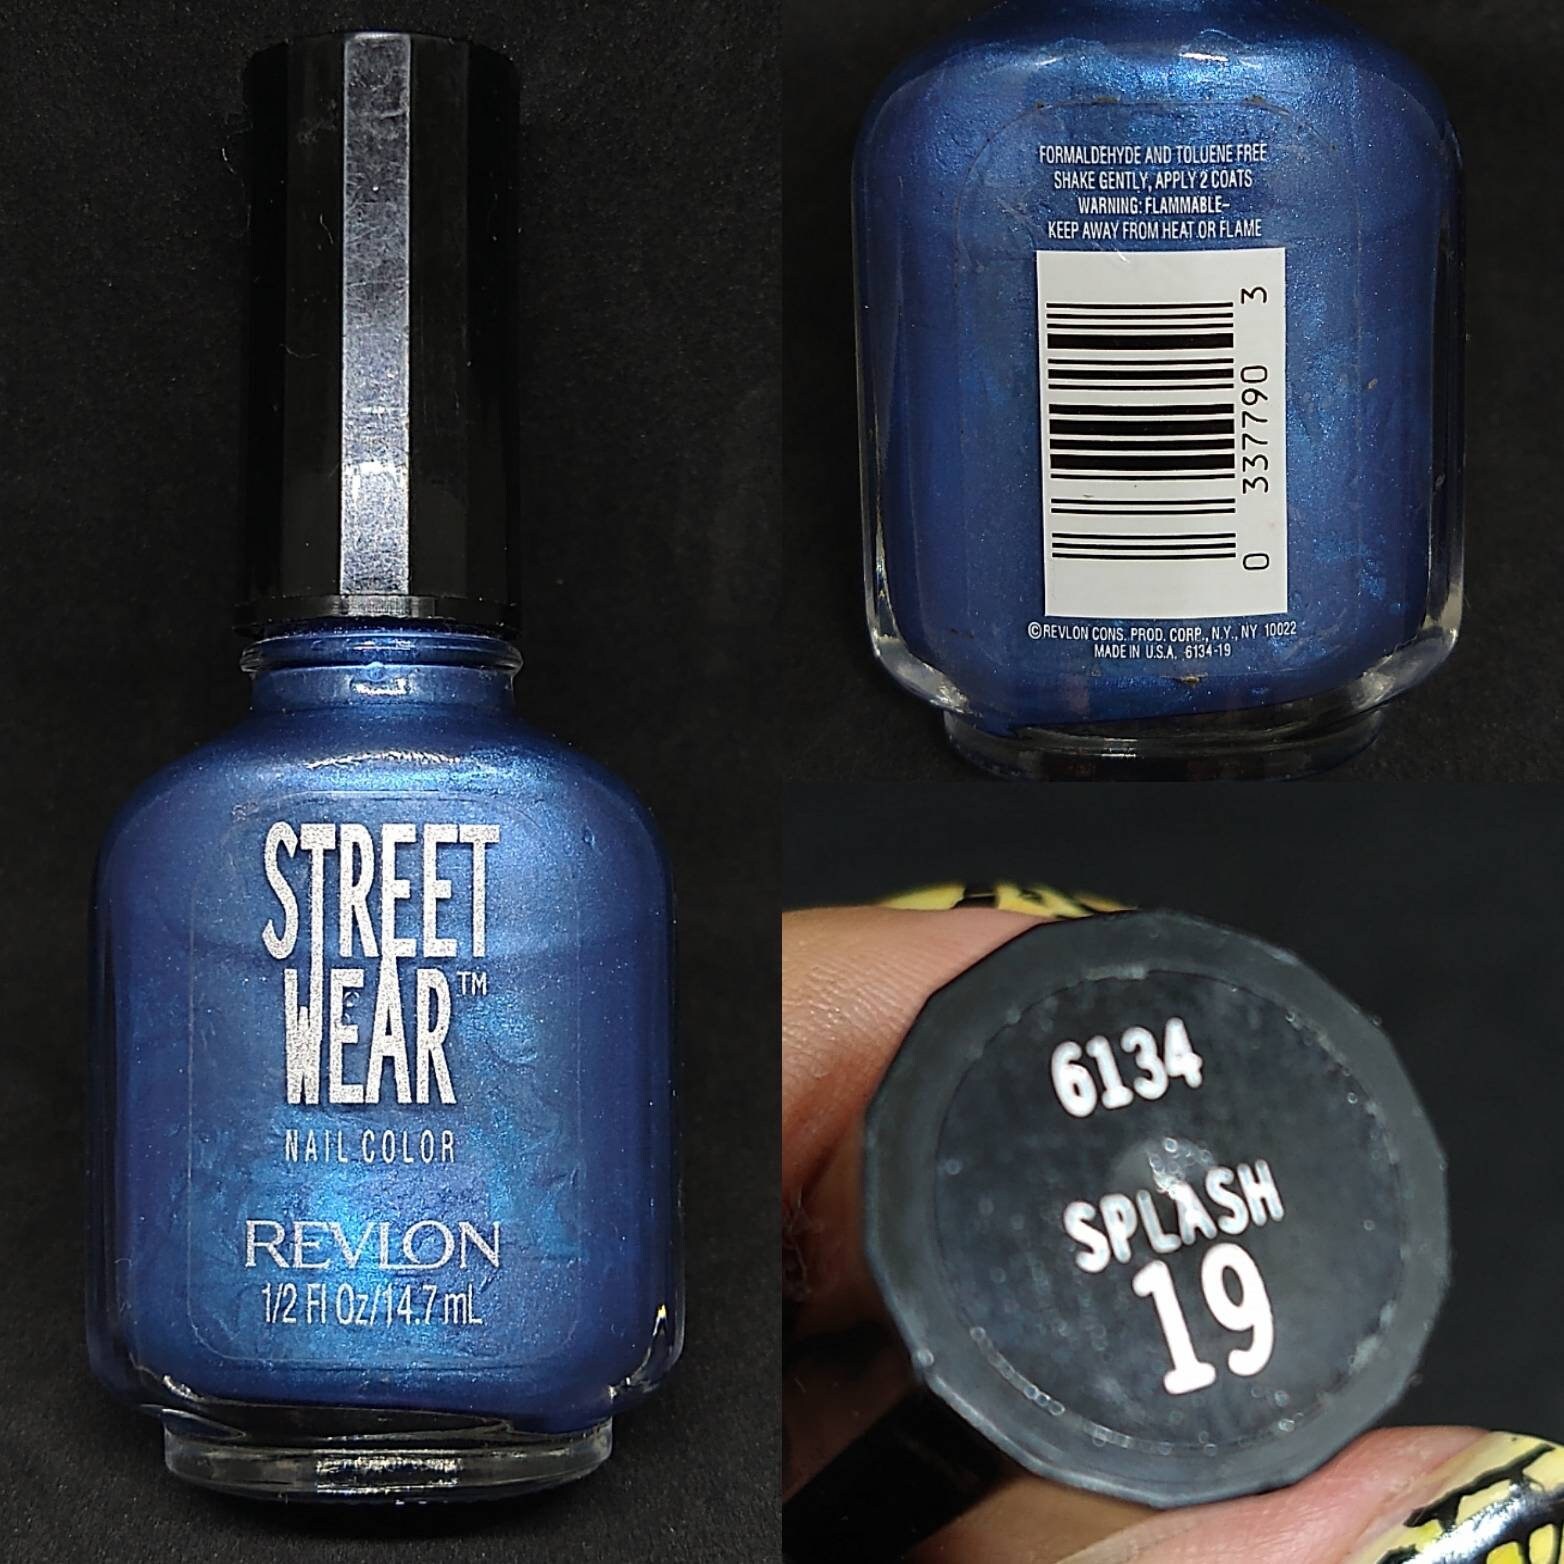 STREET
WEAR™
NAIL COLOR
REVLON
1/2 Fl Oz/14.7 mL
FORMALDEHYDE AND TOLUENE FREE
SHAKE GENTLY, APPLY 2 COATS
WARNING: FLAMMABLE-
KEEP AWAY FROM HEAT OR FLAME
0 337790 3
©REVLON CONS. PROD. CORP., N.Y., NY 10022
MADE IN U.S.A. 6134-19
6134
SPLASH
19